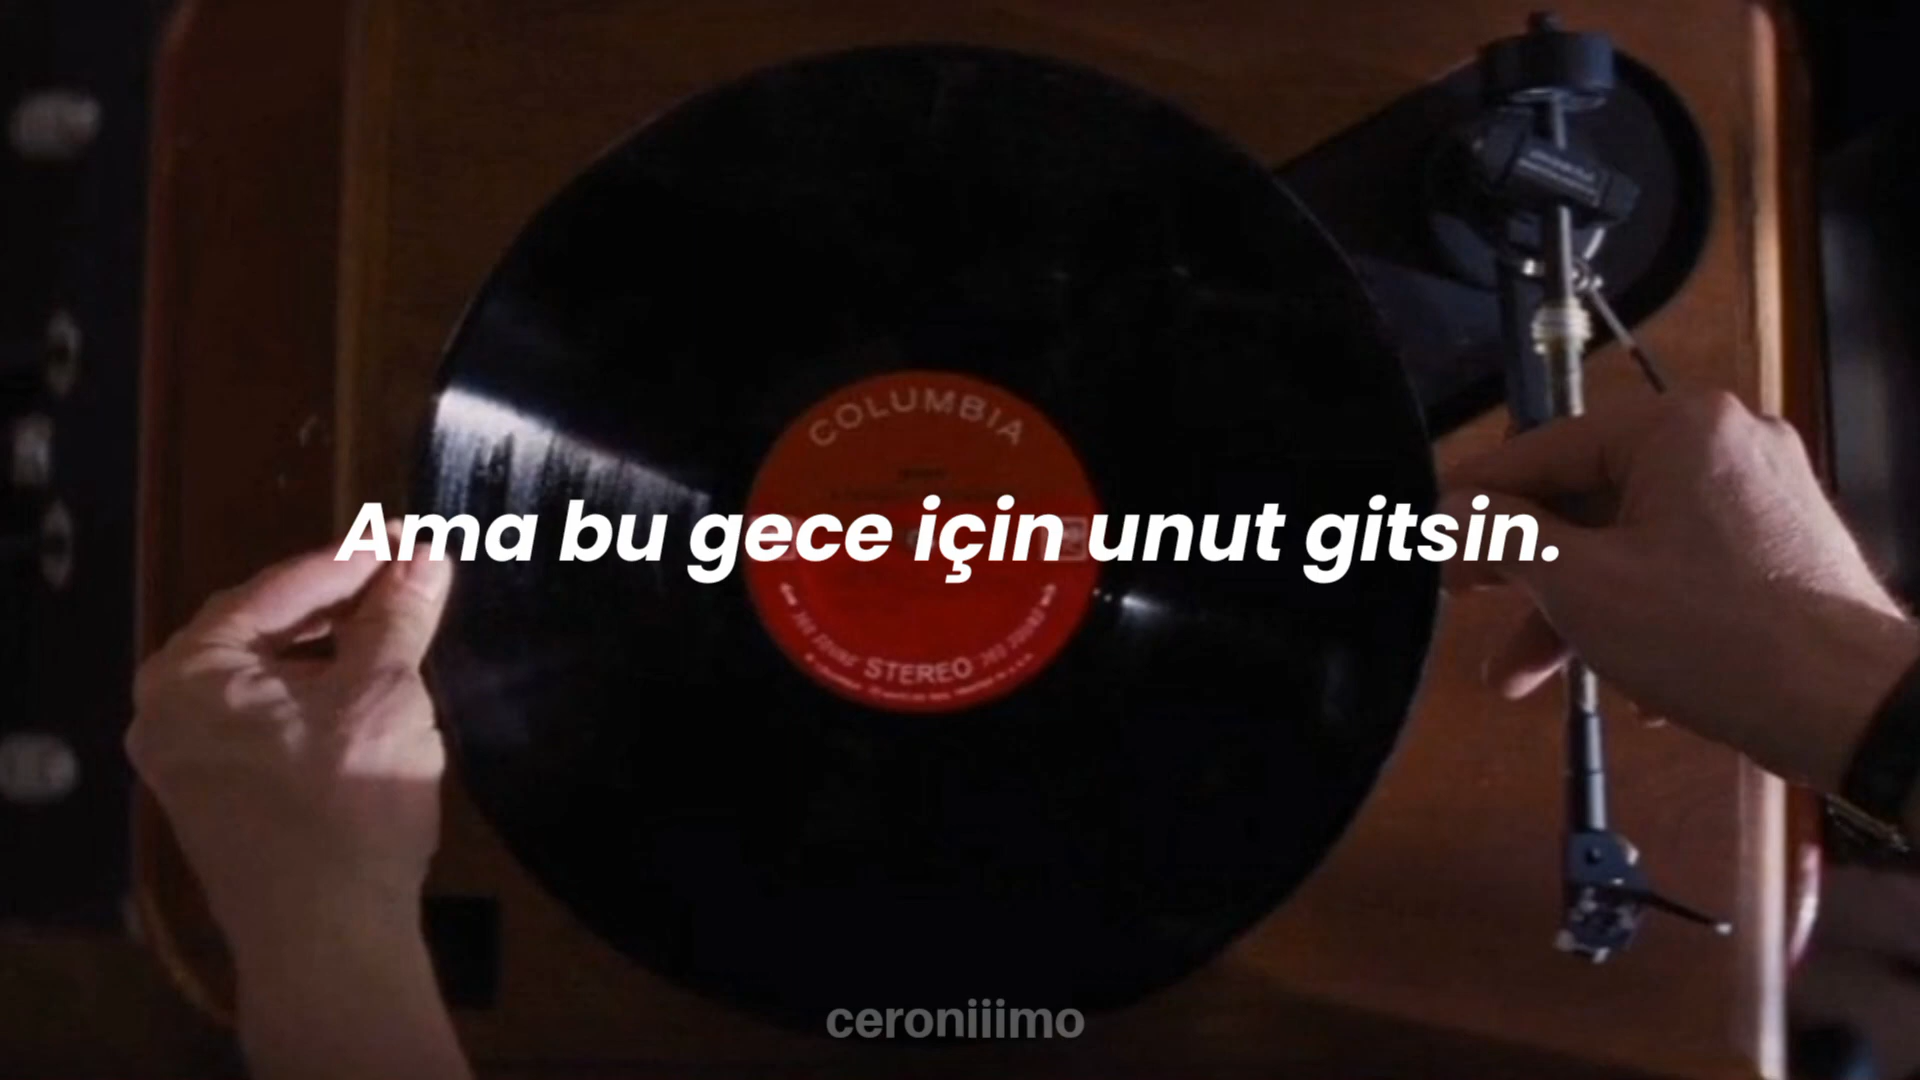 COLUMBIA
Ama bu gece için unut gitsin.
STEREO
ceroniiimo